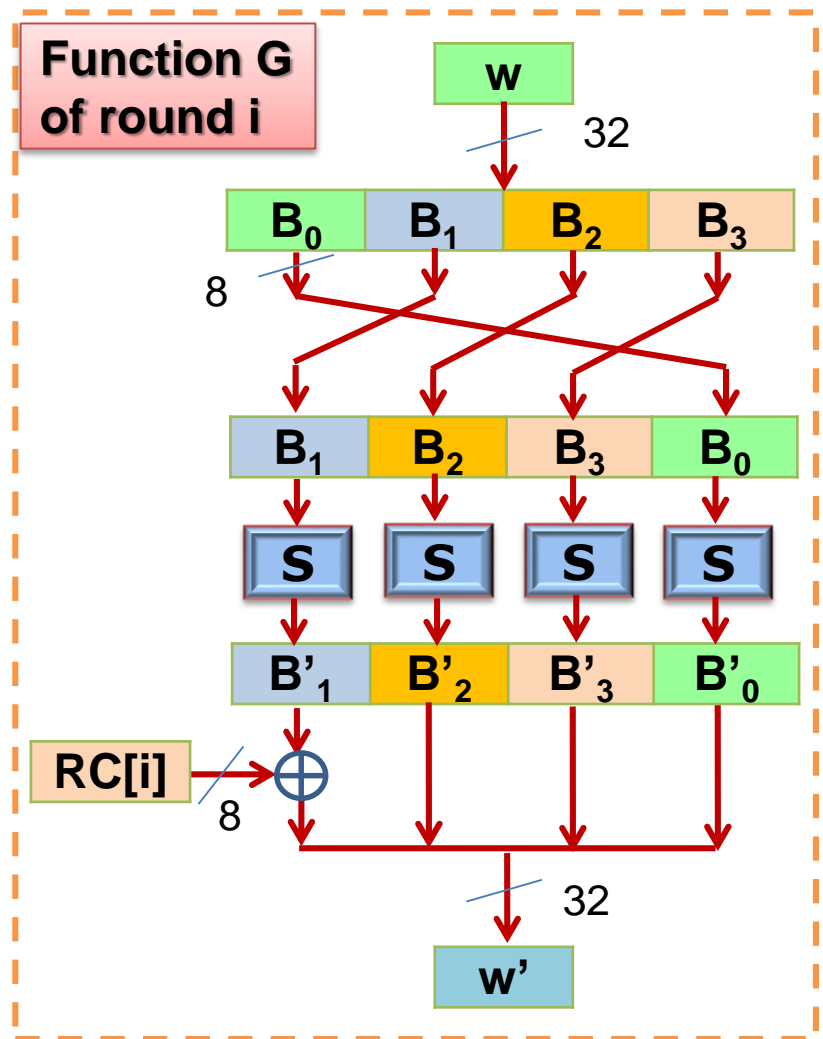 Function G
of round i
w
32
B₀ B₁ B₂ B₃
8
B₁ B₂ B₃ B₀
S S S S
B’₁ B’₂ B’₃ B’₀
RC[i]
8
32
w’